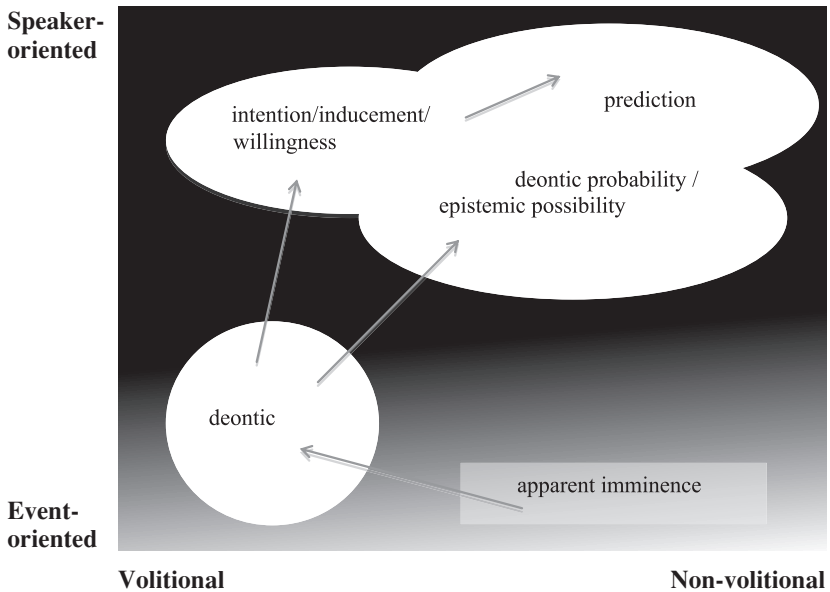 Speaker-
oriented
intention/inducement/
willingness
prediction
deontic probability /
epistemic possibility
deontic
apparent imminence
Event-
oriented
Volitional
Non-volitional